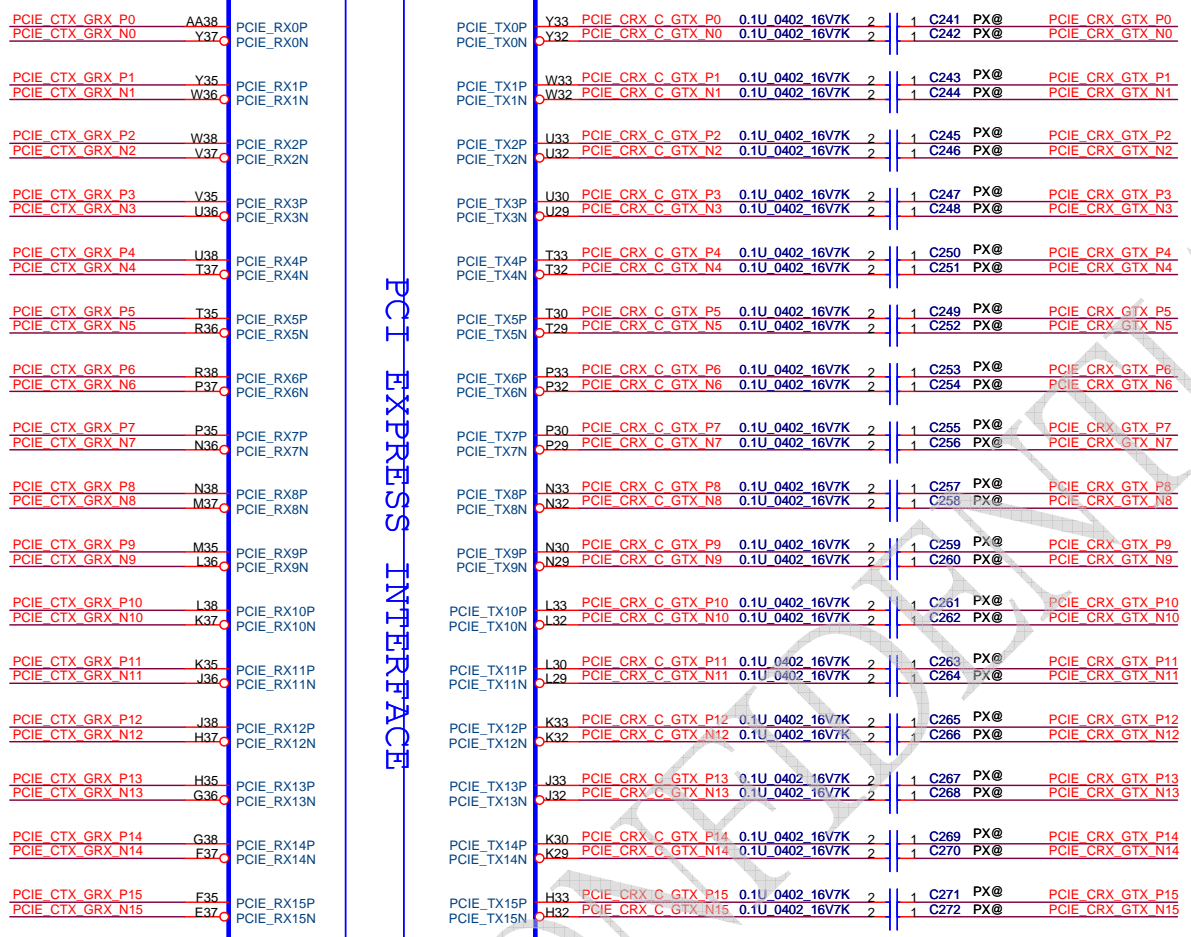 PCIE_CTX_GRX_P0 AA38 PCIE_RX0P PCIE_TX0P Y33 PCIE_CRX_C_GTX_P0 0.1U_0402_16V7K 2 1 C241 PX@ PCIE_CRX_GTX_P0
PCIE_CTX_GRX_N0 Y37 PCIE_RX0N PCIE_TX0N Y32 PCIE_CRX_C_GTX_N0 0.1U_0402_16V7K 2 1 C242 PX@ PCIE_CRX_GTX_N0
PCIE_CTX_GRX_P1 Y35 PCIE_RX1P PCIE_TX1P W33 PCIE_CRX_C_GTX_P1 0.1U_0402_16V7K 2 1 C243 PX@ PCIE_CRX_GTX_P1
PCIE_CTX_GRX_N1 W36 PCIE_RX1N PCIE_TX1N W32 PCIE_CRX_C_GTX_N1 0.1U_0402_16V7K 2 1 C244 PX@ PCIE_CRX_GTX_N1
PCIE_CTX_GRX_P2 W38 PCIE_RX2P PCIE_TX2P U33 PCIE_CRX_C_GTX_P2 0.1U_0402_16V7K 2 1 C245 PX@ PCIE_CRX_GTX_P2
PCIE_CTX_GRX_N2 V37 PCIE_RX2N PCIE_TX2N U32 PCIE_CRX_C_GTX_N2 0.1U_0402_16V7K 2 1 C246 PX@ PCIE_CRX_GTX_N2
PCIE_CTX_GRX_P3 V35 PCIE_RX3P PCIE_TX3P U30 PCIE_CRX_C_GTX_P3 0.1U_0402_16V7K 2 1 C247 PX@ PCIE_CRX_GTX_P3
PCIE_CTX_GRX_N3 U36 PCIE_RX3N PCIE_TX3N U29 PCIE_CRX_C_GTX_N3 0.1U_0402_16V7K 2 1 C248 PX@ PCIE_CRX_GTX_N3
PCIE_CTX_GRX_P4 U38 PCIE_RX4P PCIE_TX4P T33 PCIE_CRX_C_GTX_P4 0.1U_0402_16V7K 2 1 C250 PX@ PCIE_CRX_GTX_P4
PCIE_CTX_GRX_N4 T37 PCIE_RX4N PCIE_TX4N T32 PCIE_CRX_C_GTX_N4 0.1U_0402_16V7K 2 1 C251 PX@ PCIE_CRX_GTX_N4
PCIE_CTX_GRX_P5 T35 PCIE_RX5P PCIE_TX5P T30 PCIE_CRX_C_GTX_P5 0.1U_0402_16V7K 2 1 C249 PX@ PCIE_CRX_GTX_P5
PCIE_CTX_GRX_N5 R36 PCIE_RX5N PCIE_TX5N T29 PCIE_CRX_C_GTX_N5 0.1U_0402_16V7K 2 1 C252 PX@ PCIE_CRX_GTX_N5
PCIE_CTX_GRX_P6 R38 PCIE_RX6P PCIE_TX6P P33 PCIE_CRX_C_GTX_P6 0.1U_0402_16V7K 2 1 C253 PX@ PCIE_CRX_GTX_P6
PCIE_CTX_GRX_N6 P37 PCIE_RX6N PCIE_TX6N P32 PCIE_CRX_C_GTX_N6 0.1U_0402_16V7K 2 1 C254 PX@ PCIE_CRX_GTX_N6
PCIE_CTX_GRX_P7 P35 PCIE_RX7P PCIE_TX7P P30 PCIE_CRX_C_GTX_P7 0.1U_0402_16V7K 2 1 C255 PX@ PCIE_CRX_GTX_P7
PCIE_CTX_GRX_N7 N36 PCIE_RX7N PCIE_TX7N P29 PCIE_CRX_C_GTX_N7 0.1U_0402_16V7K 2 1 C256 PX@ PCIE_CRX_GTX_N7
PCIE_CTX_GRX_P8 N38 PCIE_RX8P PCIE_TX8P N33 PCIE_CRX_C_GTX_P8 0.1U_0402_16V7K 2 1 C257 PX@ PCIE_CRX_GTX_P8
PCIE_CTX_GRX_N8 M37 PCIE_RX8N PCIE_TX8N N32 PCIE_CRX_C_GTX_N8 0.1U_0402_16V7K 2 1 C258 PX@ PCIE_CRX_GTX_N8
PCIE_CTX_GRX_P9 M35 PCIE_RX9P PCIE_TX9P N30 PCIE_CRX_C_GTX_P9 0.1U_0402_16V7K 2 1 C259 PX@ PCIE_CRX_GTX_P9
PCIE_CTX_GRX_N9 L36 PCIE_RX9N PCIE_TX9N N29 PCIE_CRX_C_GTX_N9 0.1U_0402_16V7K 2 1 C260 PX@ PCIE_CRX_GTX_N9
PCIE_CTX_GRX_P10 L38 PCIE_RX10P PCIE_TX10P L33 PCIE_CRX_C_GTX_P10 0.1U_0402_16V7K 2 1 C261 PX@ PCIE_CRX_GTX_P10
PCIE_CTX_GRX_N10 K37 PCIE_RX10N PCIE_TX10N L32 PCIE_CRX_C_GTX_N10 0.1U_0402_16V7K 2 1 C262 PX@ PCIE_CRX_GTX_N10
PCIE_CTX_GRX_P11 K35 PCIE_RX11P PCIE_TX11P L30 PCIE_CRX_C_GTX_P11 0.1U_0402_16V7K 2 1 C263 PX@ PCIE_CRX_GTX_P11
PCIE_CTX_GRX_N11 J36 PCIE_RX11N PCIE_TX11N L29 PCIE_CRX_C_GTX_N11 0.1U_0402_16V7K 2 1 C264 PX@ PCIE_CRX_GTX_N11
PCIE_CTX_GRX_P12 J38 PCIE_RX12P PCIE_TX12P K33 PCIE_CRX_C_GTX_P12 0.1U_0402_16V7K 2 1 C265 PX@ PCIE_CRX_GTX_P12
PCIE_CTX_GRX_N12 H37 PCIE_RX12N PCIE_TX12N K32 PCIE_CRX_C_GTX_N12 0.1U_0402_16V7K 2 1 C266 PX@ PCIE_CRX_GTX_N12
PCIE_CTX_GRX_P13 H35 PCIE_RX13P PCIE_TX13P J33 PCIE_CRX_C_GTX_P13 0.1U_0402_16V7K 2 1 C267 PX@ PCIE_CRX_GTX_P13
PCIE_CTX_GRX_N13 G36 PCIE_RX13N PCIE_TX13N J32 PCIE_CRX_C_GTX_N13 0.1U_0402_16V7K 2 1 C268 PX@ PCIE_CRX_GTX_N13
PCIE_CTX_GRX_P14 G38 PCIE_RX14P PCIE_TX14P K30 PCIE_CRX_C_GTX_P14 0.1U_0402_16V7K 2 1 C269 PX@ PCIE_CRX_GTX_P14
PCIE_CTX_GRX_N14 F37 PCIE_RX14N PCIE_TX14N K29 PCIE_CRX_C_GTX_N14 0.1U_0402_16V7K 2 1 C270 PX@ PCIE_CRX_GTX_N14
PCIE_CTX_GRX_P15 F35 PCIE_RX15P PCIE_TX15P H33 PCIE_CRX_C_GTX_P15 0.1U_0402_16V7K 2 1 C271 PX@ PCIE_CRX_GTX_P15
PCIE_CTX_GRX_N15 E37 PCIE_RX15N PCIE_TX15N H32 PCIE_CRX_C_GTX_N15 0.1U_0402_16V7K 2 1 C272 PX@ PCIE_CRX_GTX_N15
PCI EXPRESS INTERFACE
ONFIDENT